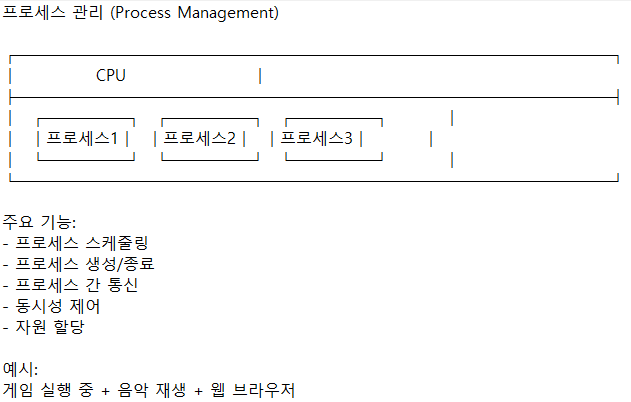 프로세스 관리 (Process Management)
CPU
프로세스1 프로세스2 프로세스3
주요 기능:
- 프로세스 스케줄링
- 프로세스 생성/종료
- 프로세스 간 통신
- 동시성 제어
- 자원 할당
예시:
게임 실행 중 + 음악 재생 + 웹 브라우저